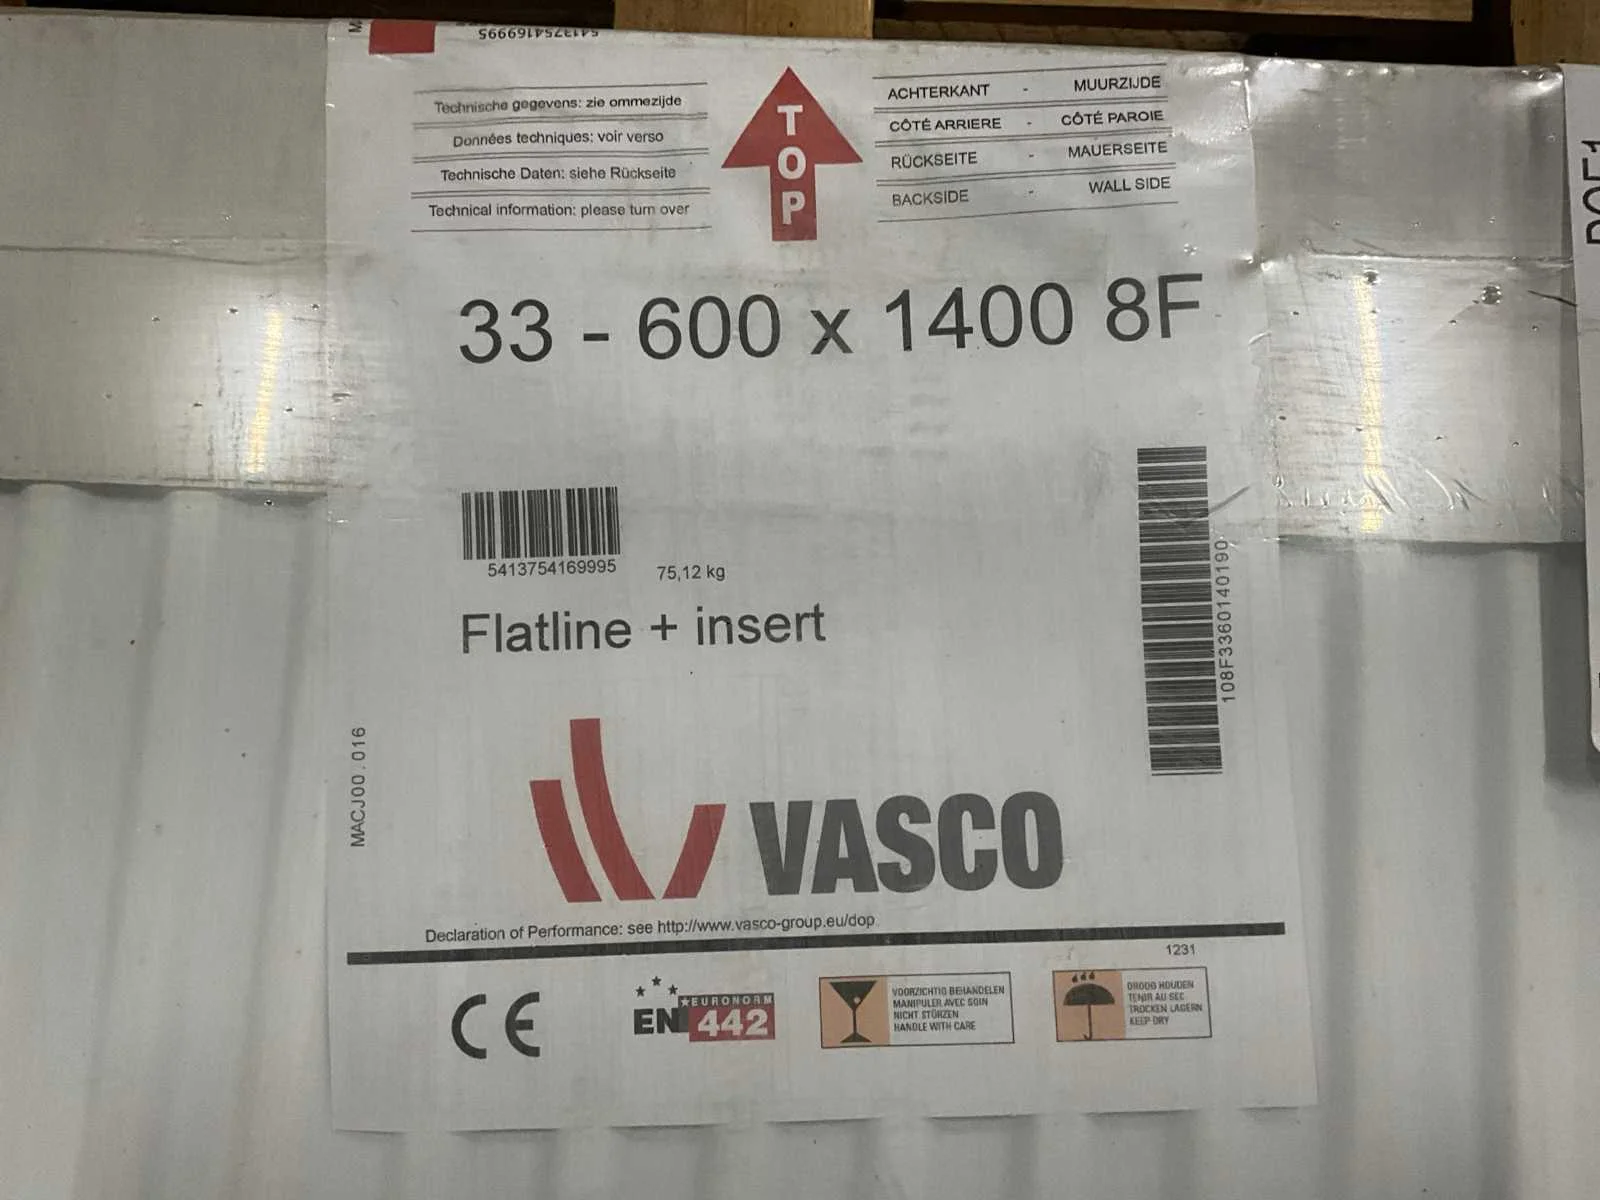 5413754169995
Technische gegevens: zie ommezijde
Données techniques: voir verso
Technische Daten: siehe Rückseite
Technical information: please turn over
TOP
ACHTERKANT - MUURZIJDE
CÔTÉ ARRIERE - CÔTÉ PAROIE
RÜCKSEITE - MAUERSEITE
BACKSIDE - WALL SIDE
33 - 600 x 1400 8F
5413754169995
75,12 kg
Flatline + insert
108F3360140190
MACJ00.016
VASCO
Declaration of Performance: see http://www.vasco-group.eu/dop
1231
CE
EURONORM
EN 442
VOORZICHTIG BEHANDELEN
MANIPULER AVEC SOIN
NICHT STÜRZEN
HANDLE WITH CARE
DROOG HOUDEN
TENIR AU SEC
TROCKEN LAGERN
KEEP DRY